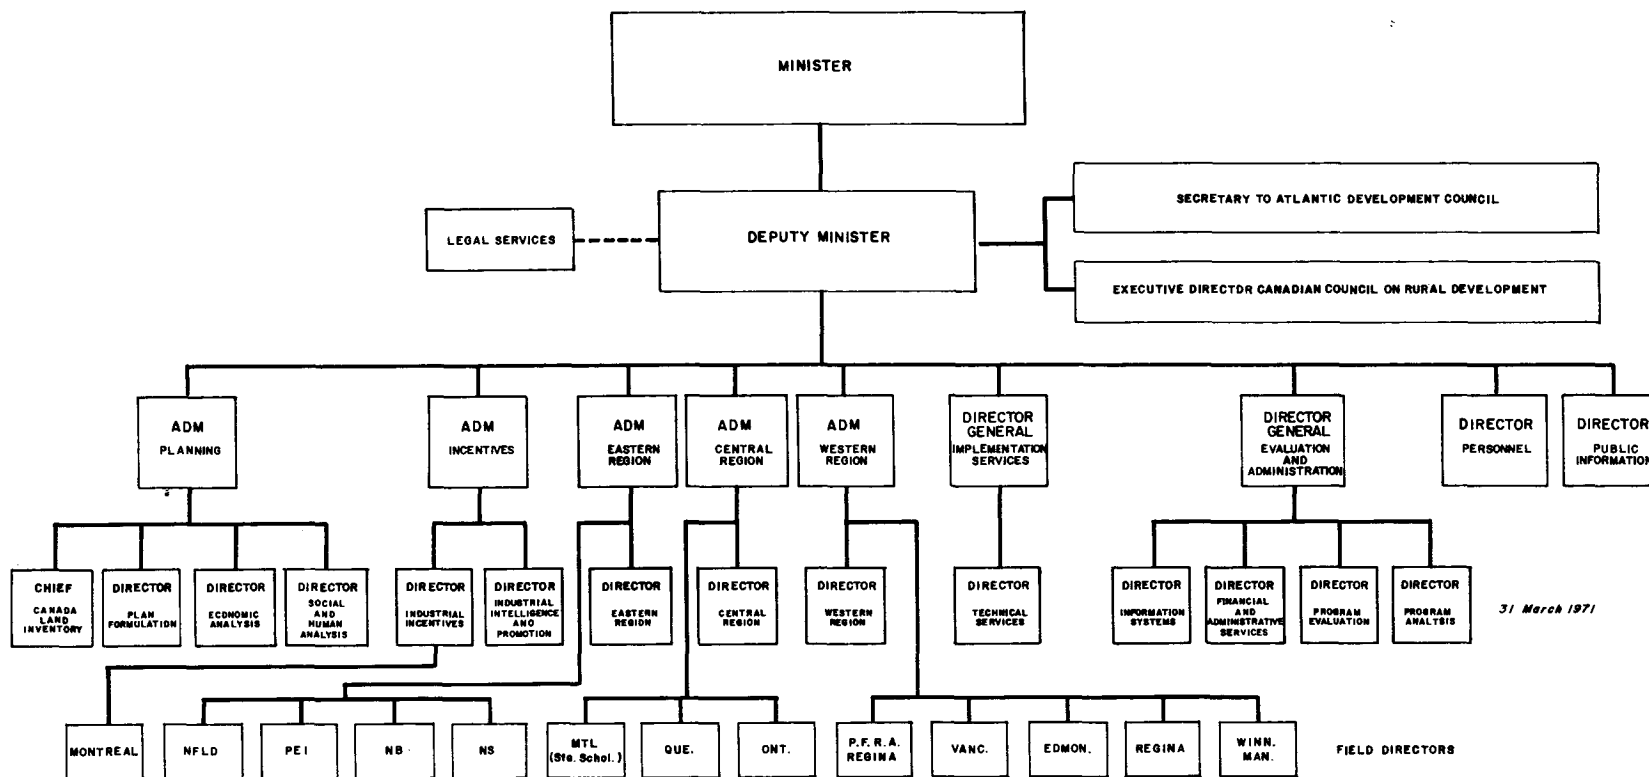 MINISTER
SECRETARY TO ATLANTIC DEVELOPMENT COUNCIL
LEGAL SERVICES
DEPUTY MINISTER
EXECUTIVE DIRECTDR CANADIAN COUNCIL ON RURAL DEVELOPMENT
ADM
PLANNING
ADM
INCENTIVES
ADM
EASTERN
REGION
ADM
CENTRAL
REGION
ADM
WESTERN
REGION
DIRECTOR
GENERAL
IMPLEMENTATION
SERVICES
DIRECTOR
GENERAL
EVALUATION
AND
ADMINISTRATION
DIRECTOR
PERSONNEL
DIRECTOR
PUBLIC
INFORMATION
CHIEF
CANADA
LAND
INVENTORY
DIRECTOR
PLAN
FORMULATION
DIRECTOR
ECONOMIC
ANALYSIS
DIRECTOR
SOCIAL
AND
HUMAN
ANALYSIS
DIRECTOR
INDUSTRIAL
INCENTIVES
DIRECTOR
INDUSTRIAL
INTELLIGENCE
AND
PROMOTION
DIRECTOR
EASTERN
REGION
DIRECTOR
CENTRAL
REGION
DIRECTOR
WESTERN
REGION
DIRECTOR
TECHNICAL
SERVICES
DIRECTOR
INFORMATION
SYSTEMS
DIRECTOR
FINANCIAL
AND
ADMINISTRATIVE
SERVICES
DIRECTOR
PROGRAM
EVALUATION
DIRECTOR
PROGRAM
ANALYSIS
31 March 1971
MONTREAL
NFLD
PEI
NB
NS
MTL
(Ste. Schol.)
QUE.
ONT.
P.F.R.A.
REGINA
VANC.
EDMON.
REGINA
WINN.
MAN.
FIELD DIRECTORS